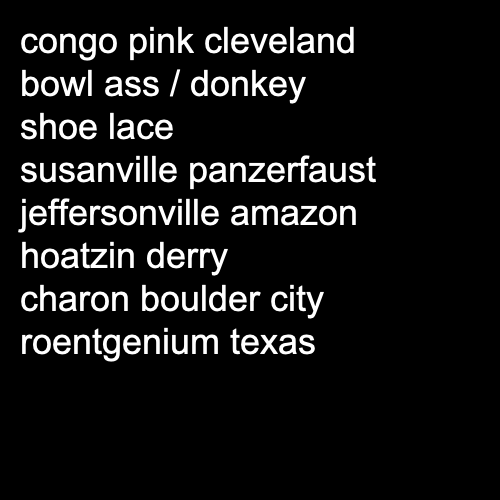 congo pink cleveland
bowl ass / donkey
shoe lace
susanville panzerfaust
jeffersonville amazon
hoatzin derry
charon boulder city
roentgenium texas